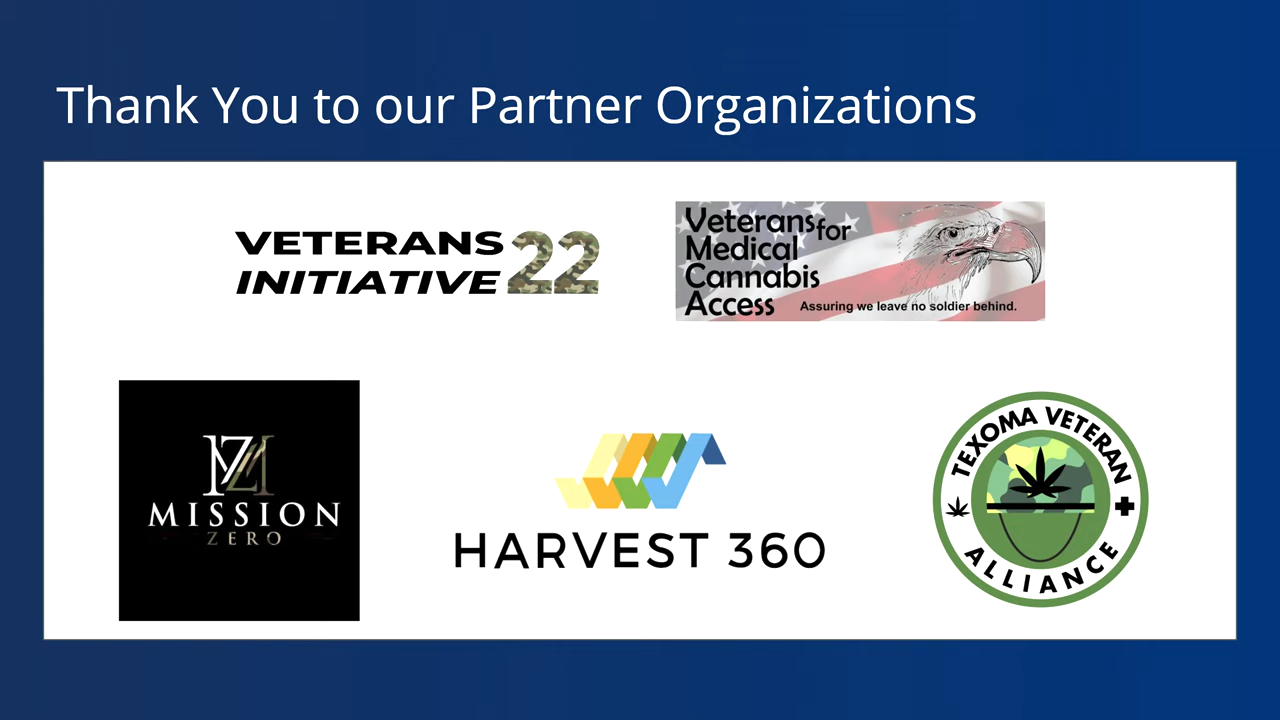 Thank You to our Partner Organizations
VETERANS
INITIATIVE 22
Veterans for
Medical
Cannabis
Access
Assuring we leave no soldier behind.
MZ
MISSION
ZERO
HARVEST 360
TEXOMA VETERAN
ALLIANCE